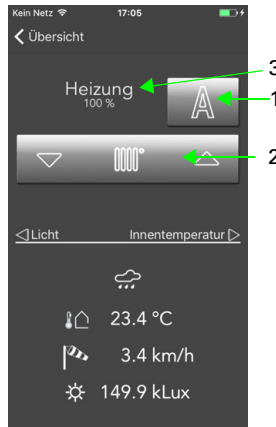 Kein Netz 17:05
Übersicht
Heizung 3
100 %
A 1
2
Licht Innentemperatur
23.4 °C
3.4 km/h
149.9 kLux